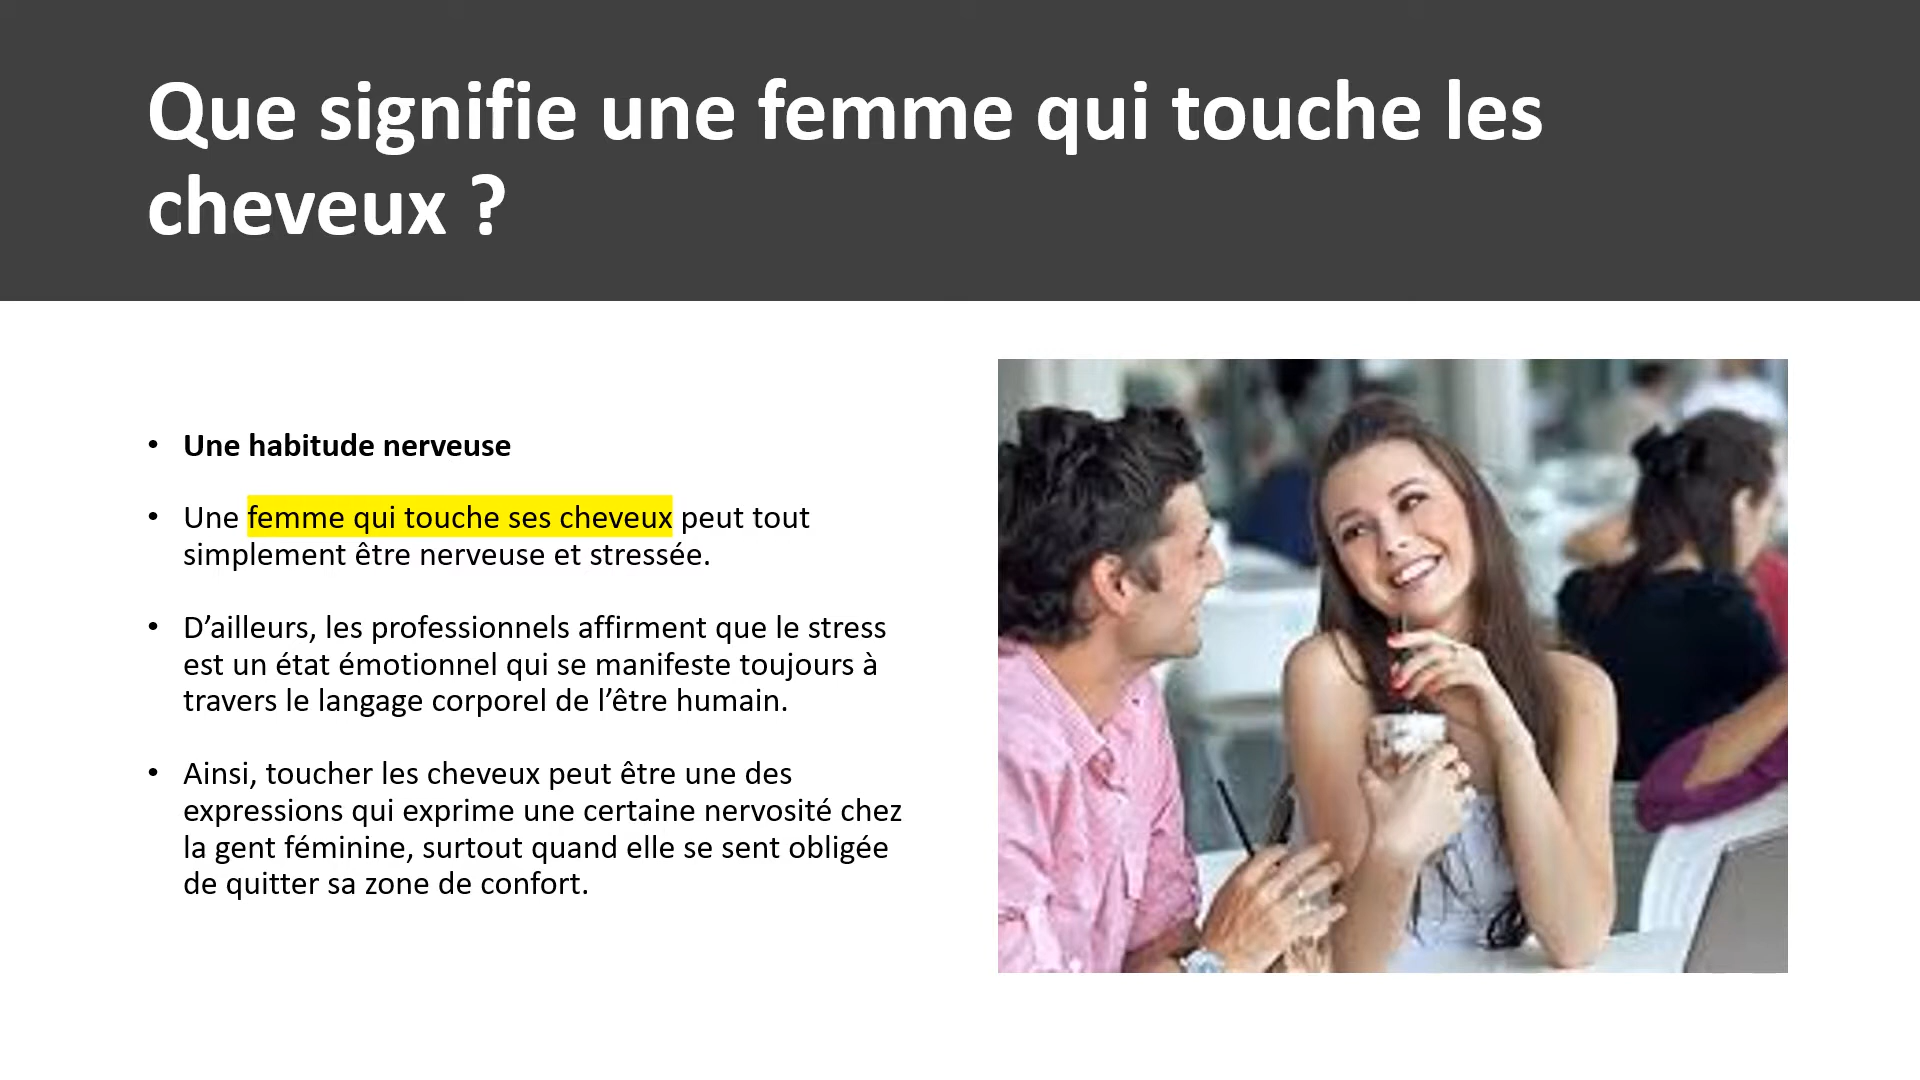 Que signifie une femme qui touche les
cheveux ?
• Une habitude nerveuse
• Une femme qui touche ses cheveux peut tout
simplement être nerveuse et stressée.
• D’ailleurs, les professionnels affirment que le stress
est un état émotionnel qui se manifeste toujours à
travers le langage corporel de l’être humain.
• Ainsi, toucher les cheveux peut être une des
expressions qui exprime une certaine nervosité chez
la gent féminine, surtout quand elle se sent obligée
de quitter sa zone de confort.